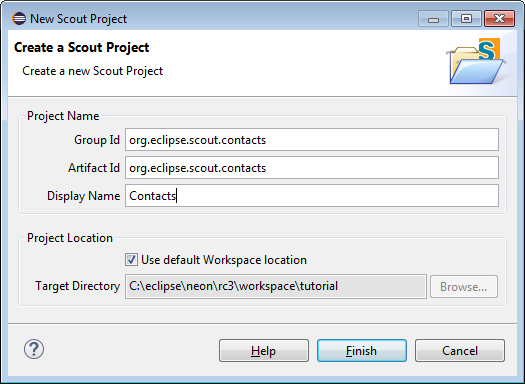 New Scout Project
Create a Scout Project
Create a new Scout Project
S
Project Name
Group Id org.eclipse.scout.contacts
Artifact Id org.eclipse.scout.contacts
Display Name Contacts
Project Location
Use default Workspace location
Target Directory C:\eclipse\neon\rc3\workspace\tutorial Browse...
? Help Finish Cancel